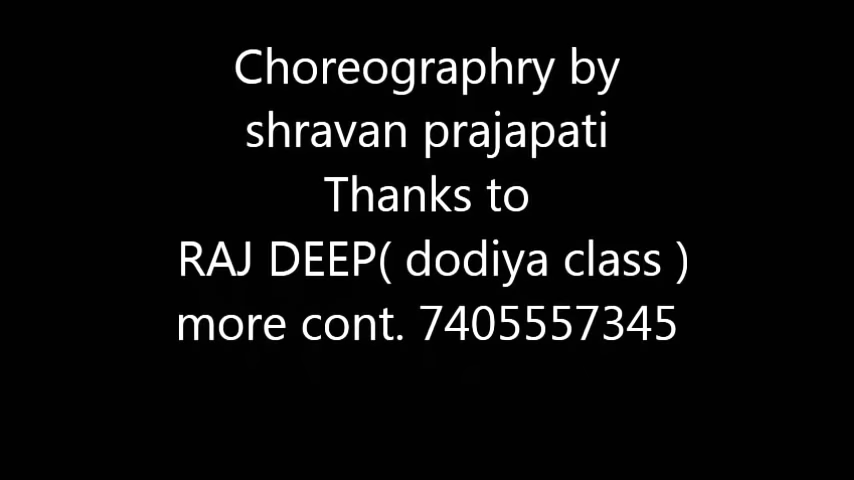 Choreographry by
shravan prajapati
Thanks to
RAJ DEEP( dodiya class )
more cont. 7405557345